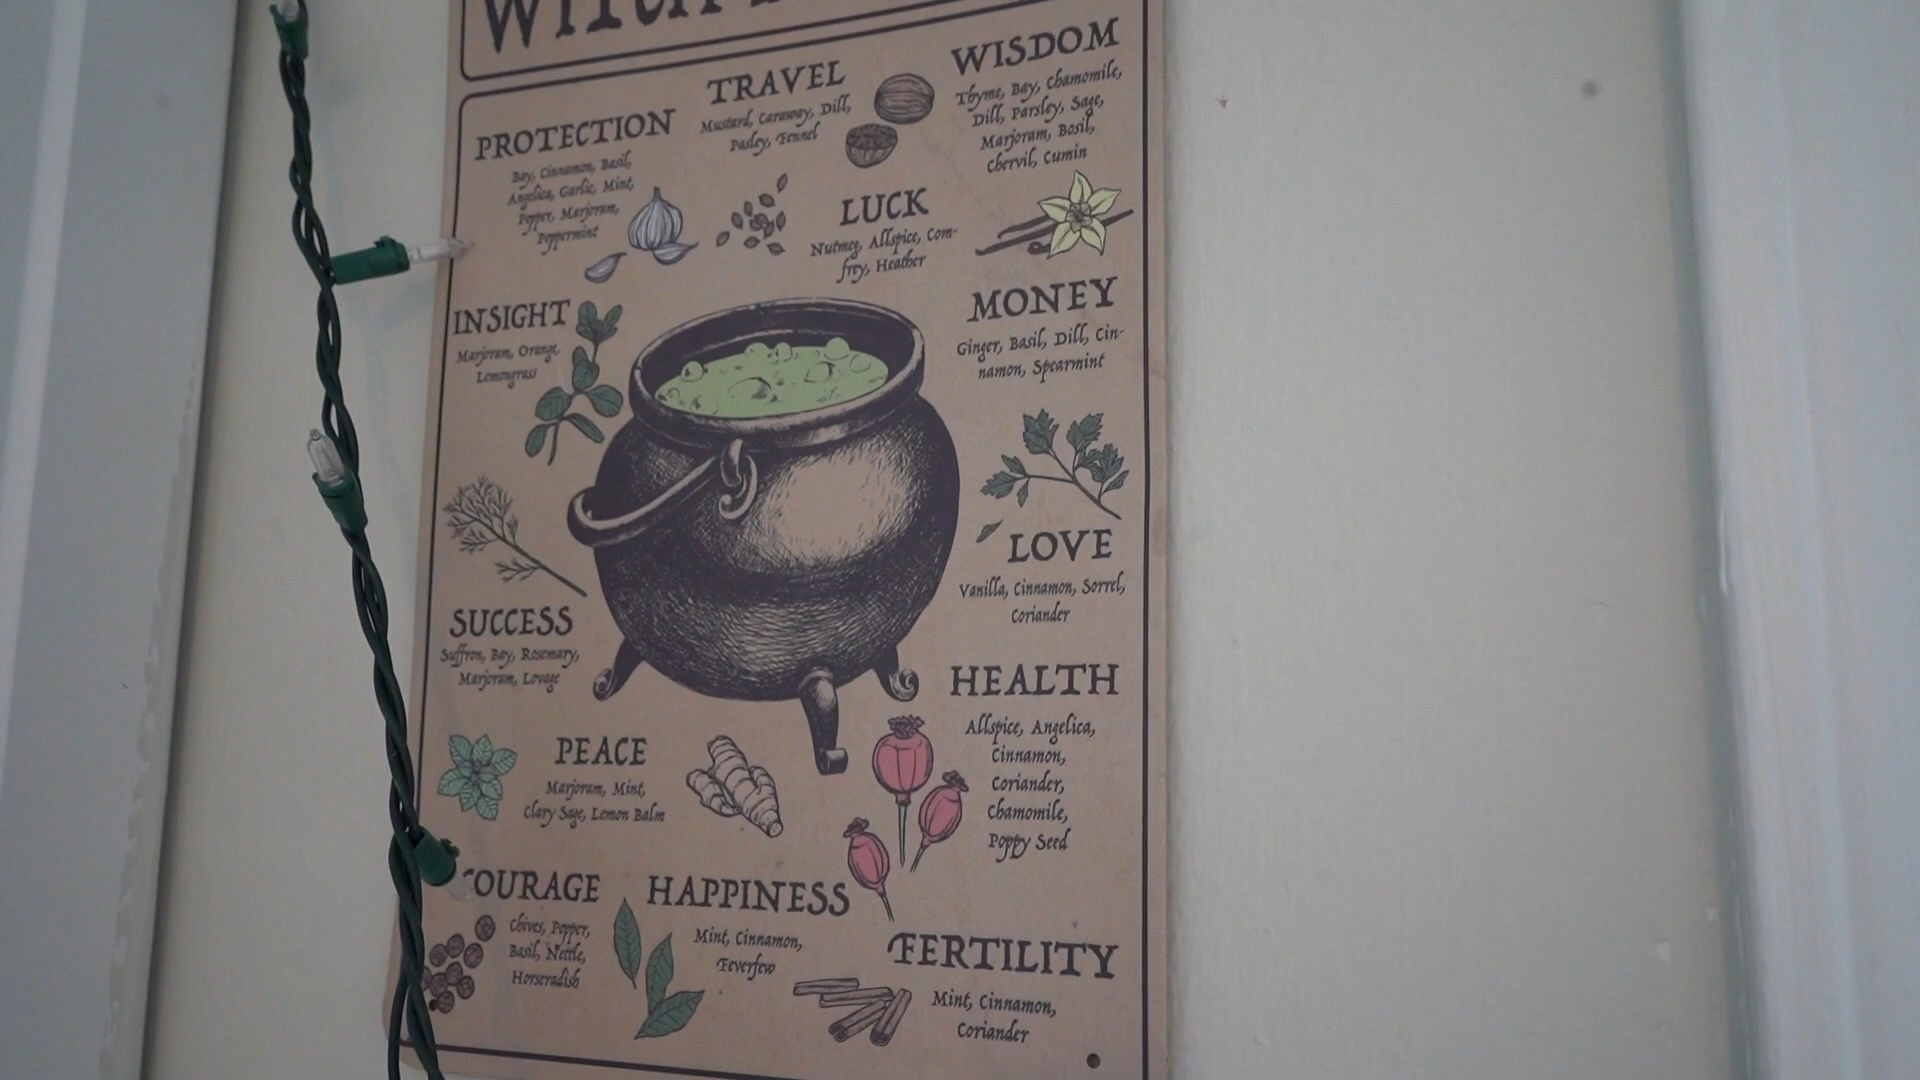 WITCH
TRAVEL
Mustard, Caraway, Dill,
Pasley, Fennel
WISDOM
Thyme, Bay, Chamomile,
Dill, Parsley, Sage,
Marjoram, Bosil,
Chervil, Cumin
PROTECTION
Bay, Cinnamon, Basil,
Angelica, Garlic, Mint,
Pepper, Marjoram,
Peppermint
LUCK
Nutmeg, Allspice, Com-
frey, Heather
INSIGHT
Marjoram, Orange,
Lemongrass
MONEY
Ginger, Basil, Dill, Cin-
namon, Spearmint
LOVE
Vanilla, Cinnamon, Sorrel,
Coriander
SUCCESS
Suffron, Bay, Rosemary,
Marjoram, Lovage
HEALTH
Allspice, Angelica,
Cinnamon,
Coriander,
Chamomile,
Poppy Seed
PEACE
Marjoram, Mint,
Clary Sage, Lemon Balm
COURAGE
Chives, Pepper,
Basil, Nettle,
Horseradish
HAPPINESS
Mint, Cinnamon,
Feverfew
FERTILITY
Mint, Cinnamon,
Coriander